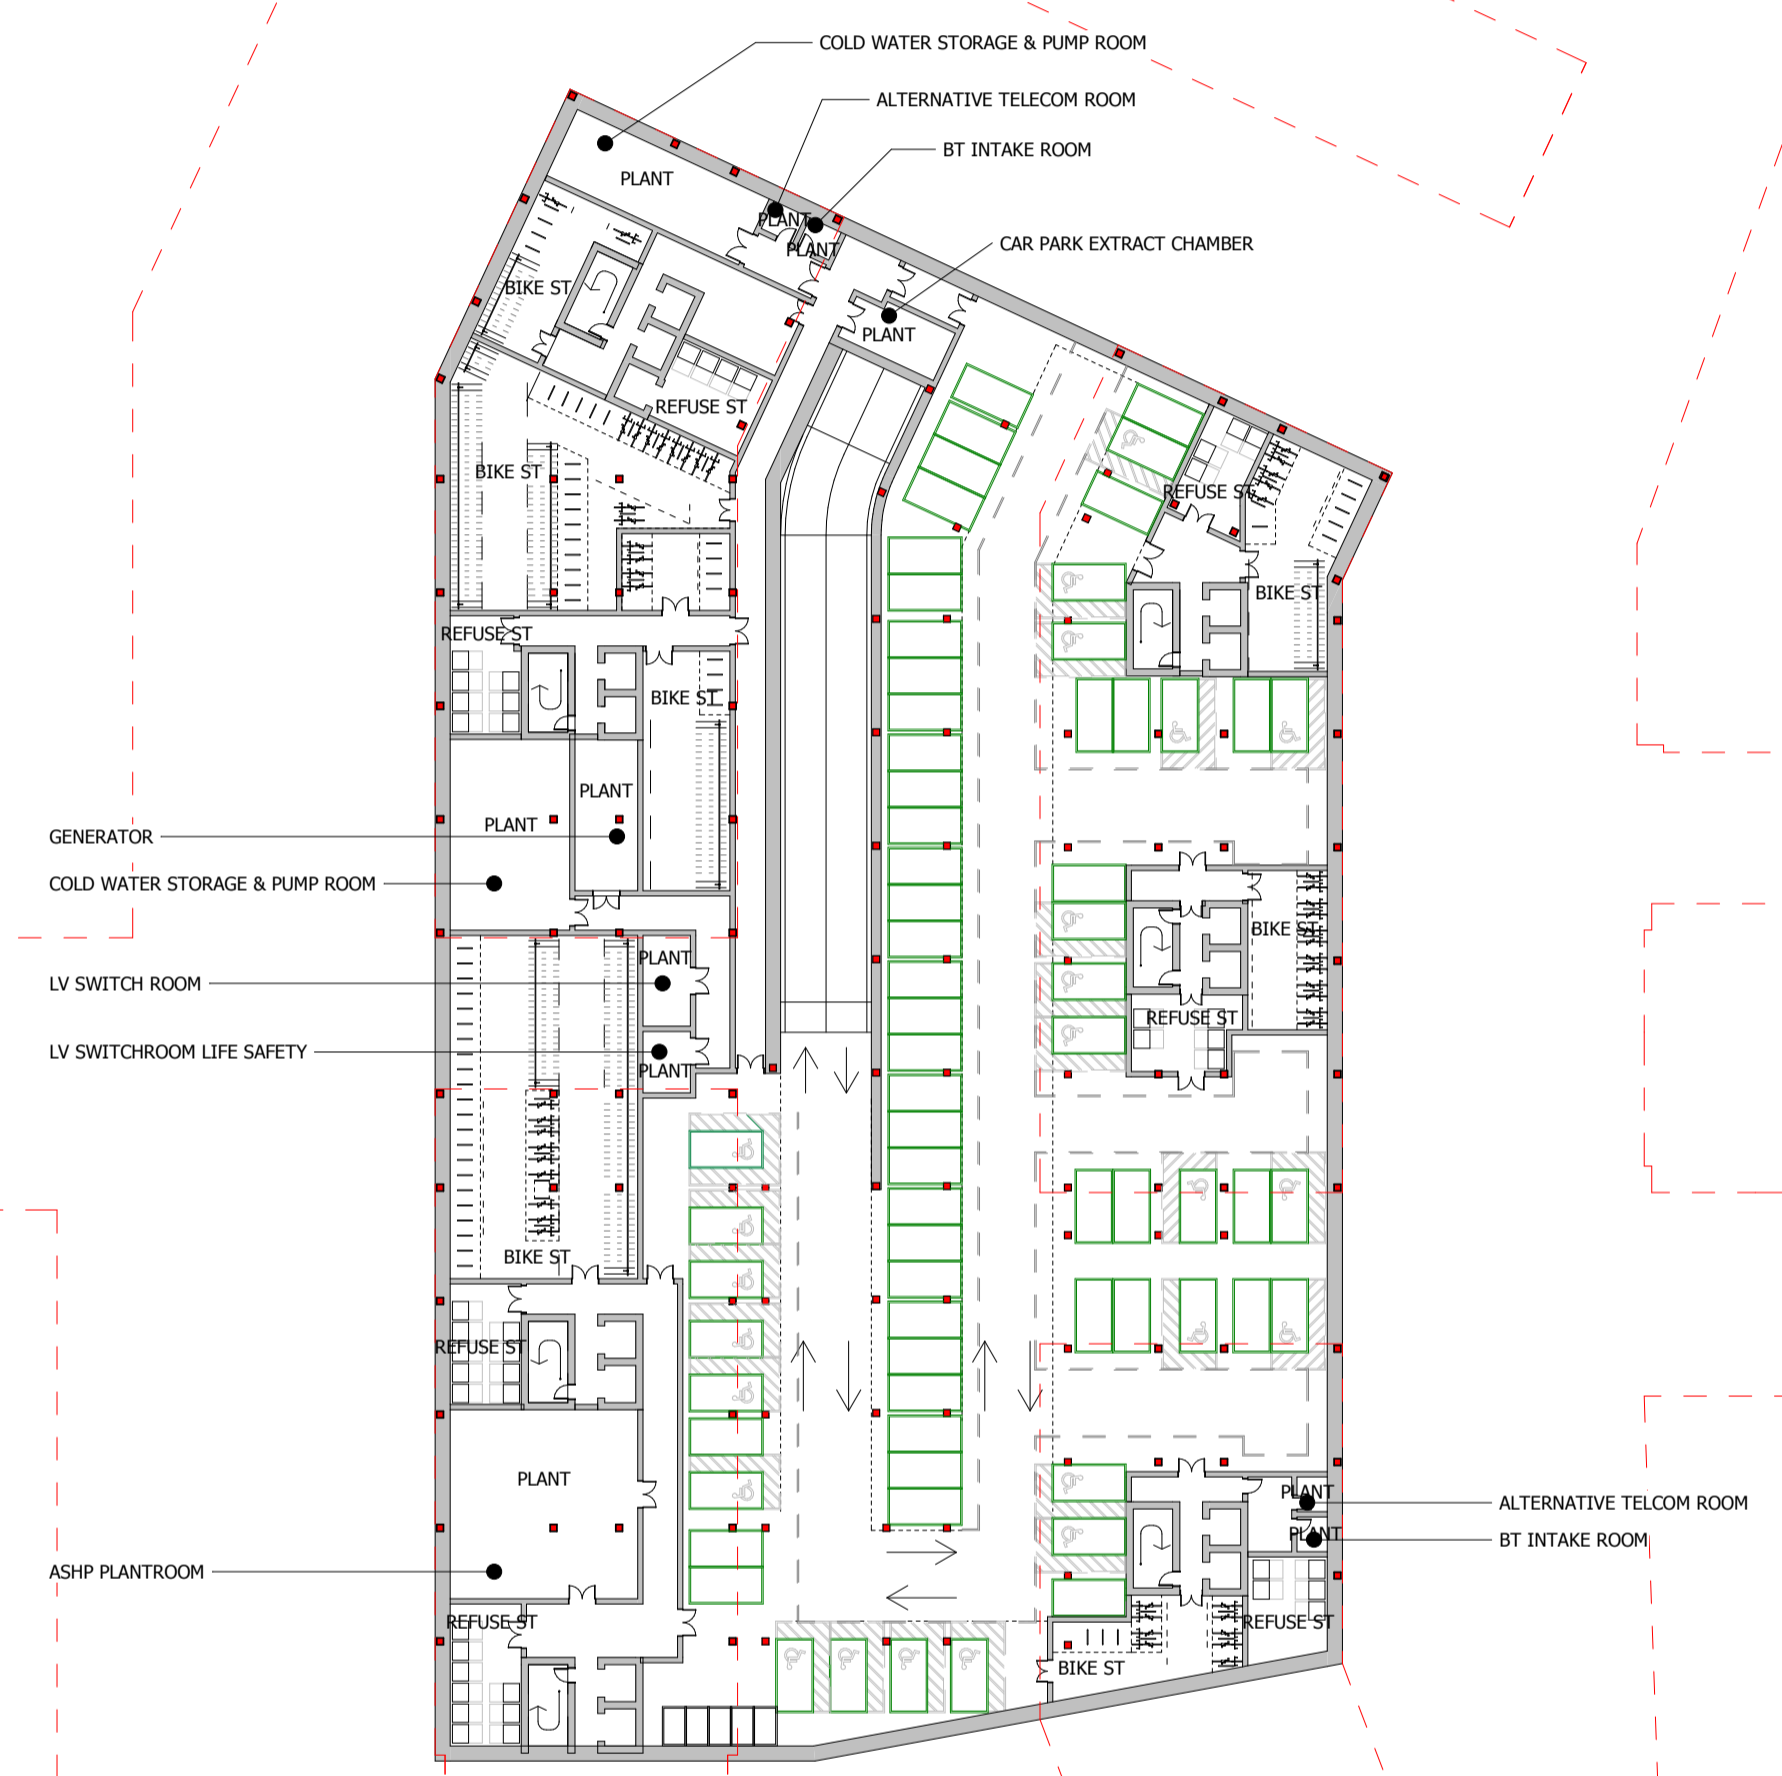 COLD WATER STORAGE & PUMP ROOM
ALTERNATIVE TELECOM ROOM
BT INTAKE ROOM
PLANT
PLANT
PLANT
CAR PARK EXTRACT CHAMBER
BIKE ST
PLANT
REFUSE ST
BIKE ST
REFUSE ST
BIKE ST
REFUSE ST
BIKE ST
PLANT
PLANT
GENERATOR
COLD WATER STORAGE & PUMP ROOM
BIKE ST
PLANT
LV SWITCH ROOM
REFUSE ST
LV SWITCHROOM LIFE SAFETY
PLANT
BIKE ST
REFUSE ST
PLANT
PLANT
ALTERNATIVE TELCOM ROOM
PLANT
BT INTAKE ROOM
ASHP PLANTROOM
REFUSE ST
REFUSE ST
BIKE ST